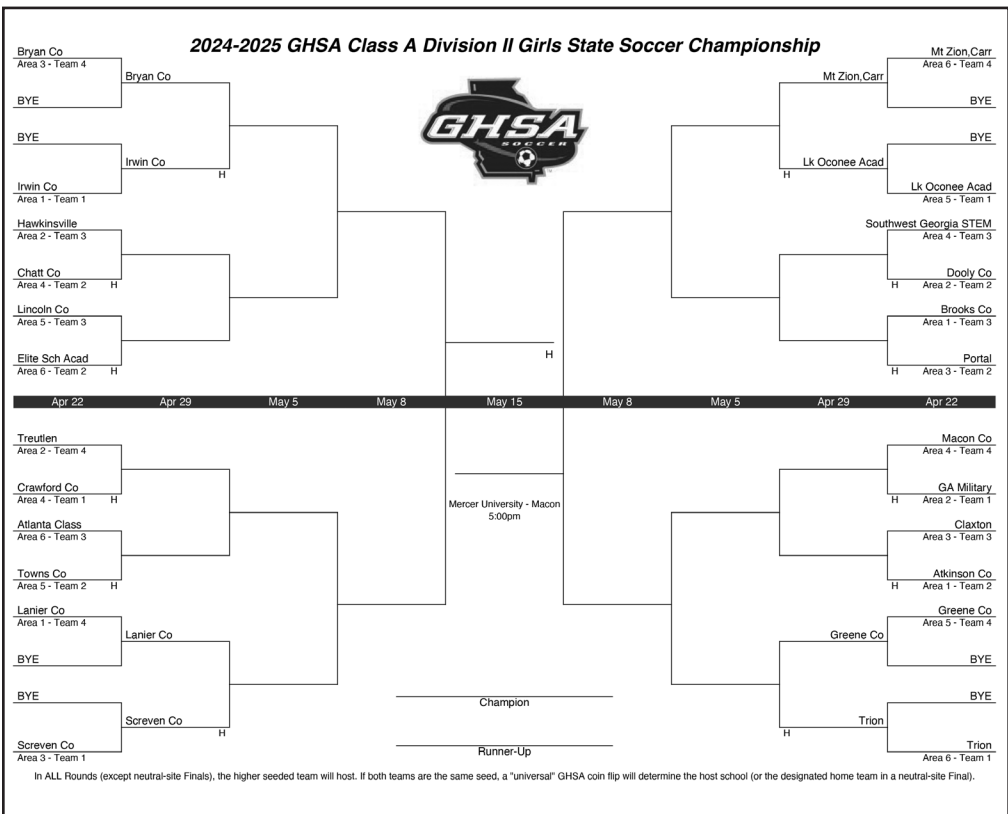 2024-2025 GHSA Class A Division II Girls State Soccer Championship
GHSA
SOCCER
Bryan Co
Area 3 - Team 4
Bryan Co
BYE
BYE
Irwin Co
H
Irwin Co
Area 1 - Team 1
Hawkinsville
Area 2 - Team 3
Chatt Co
Area 4 - Team 2 H
Lincoln Co
Area 5 - Team 3
Elite Sch Acad
Area 6 - Team 2 H
Mt Zion,Carr
Area 6 - Team 4
Mt Zion,Carr
BYE
BYE
Lk Oconee Acad
H
Lk Oconee Acad
Area 5 - Team 1
Southwest Georgia STEM
Area 4 - Team 3
Dooly Co
H Area 2 - Team 2
Brooks Co
Area 1 - Team 3
Portal
H Area 3 - Team 2
H
Apr 22 Apr 29 May 5 May 8 May 15 May 8 May 5 Apr 29 Apr 22
Treutlen
Area 2 - Team 4
Crawford Co
Area 4 - Team 1 H
Atlanta Class
Area 6 - Team 3
Towns Co
Area 5 - Team 2 H
Lanier Co
Area 1 - Team 4
Lanier Co
BYE
BYE
Screven Co
H
Screven Co
Area 3 - Team 1
Mercer University - Macon
5:00pm
Champion
Runner-Up
Macon Co
Area 4 - Team 4
GA Military
H Area 2 - Team 1
Claxton
Area 3 - Team 3
Atkinson Co
H Area 1 - Team 2
Greene Co
Area 5 - Team 4
Greene Co
BYE
BYE
Trion
H
Trion
Area 6 - Team 1
In ALL Rounds (except neutral-site Finals), the higher seeded team will host. If both teams are the same seed, a "universal" GHSA coin flip will determine the host school (or the designated home team in a neutral-site Final).